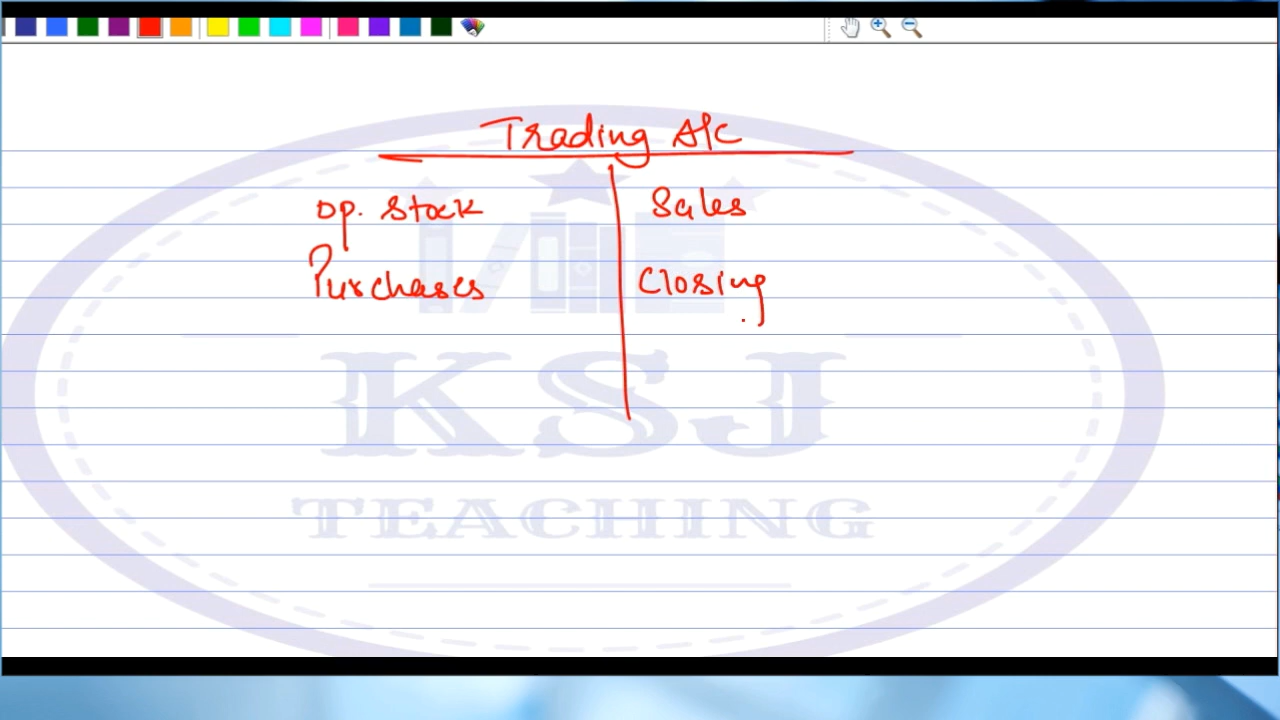 Trading A/C
Op. Stock
Sales
Purchases
Closing
KSJ
TEACHING